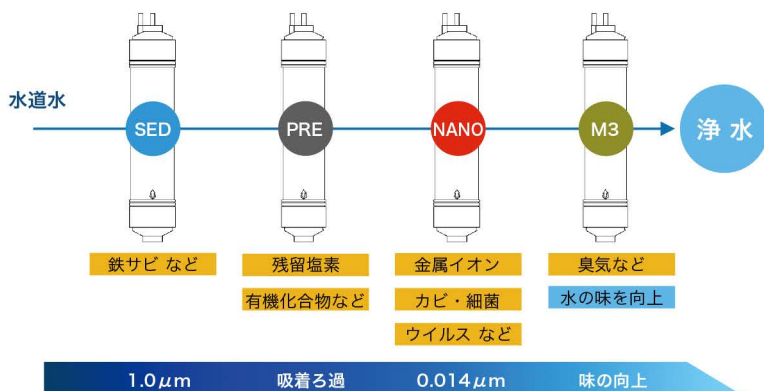 水道水
SED
PRE
NANO
M3
浄水
鉄サビ など
残留塩素
有機化合物など
金属イオン
カビ・細菌
ウイルス など
臭気など
水の味を向上
1.0μm
吸着ろ過
0.014μm
味の向上